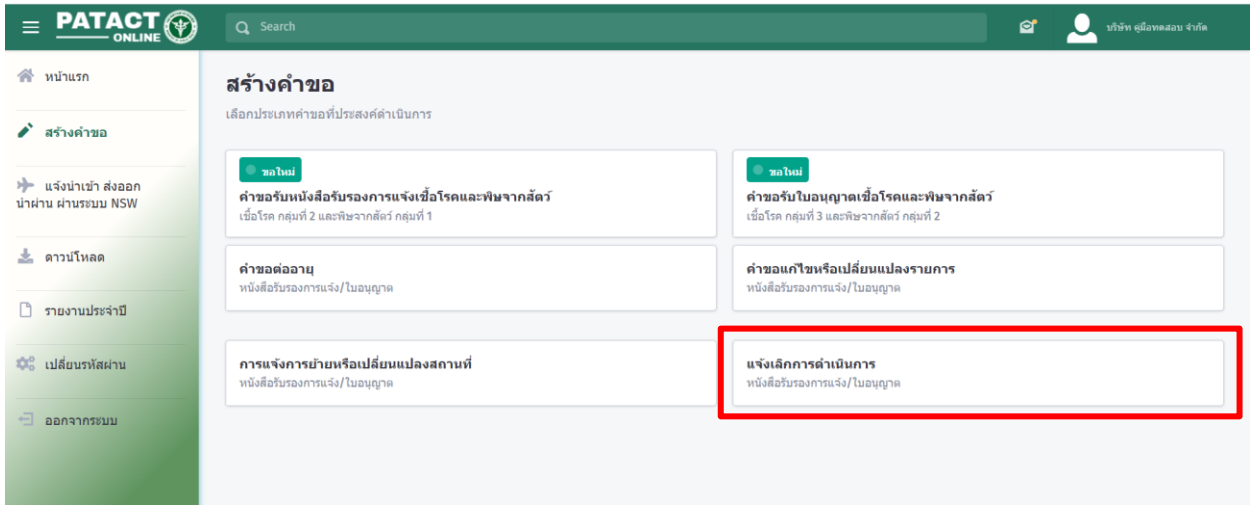 PATACT
ONLINE
Search
บริษัท คู่มือทดสอบ จำกัด
หน้าแรก
สร้างคำขอ
แจ้งนำเข้า ส่งออก
นำผ่าน ผ่านระบบ NSW
ดาวน์โหลด
รายงานประจำปี
เปลี่ยนรหัสผ่าน
ออกจากระบบ
สร้างคำขอ
เลือกประเภทคำขอที่ประสงค์ดำเนินการ
ขอใหม่
คำขอรับหนังสือรับรองการแจ้งเชื้อโรคและพิษจากสัตว์
เชื้อโรค กลุ่มที่ 2 และพิษจากสัตว์ กลุ่มที่ 1
ขอใหม่
คำขอรับใบอนุญาตเชื้อโรคและพิษจากสัตว์
เชื้อโรค กลุ่มที่ 3 และพิษจากสัตว์ กลุ่มที่ 2
คำขอต่ออายุ
หนังสือรับรองการแจ้ง/ใบอนุญาต
คำขอแก้ไขหรือเปลี่ยนแปลงรายการ
หนังสือรับรองการแจ้ง/ใบอนุญาต
การแจ้งการย้ายหรือเปลี่ยนแปลงสถานที่
หนังสือรับรองการแจ้ง/ใบอนุญาต
แจ้งเลิกการดำเนินการ
หนังสือรับรองการแจ้ง/ใบอนุญาต